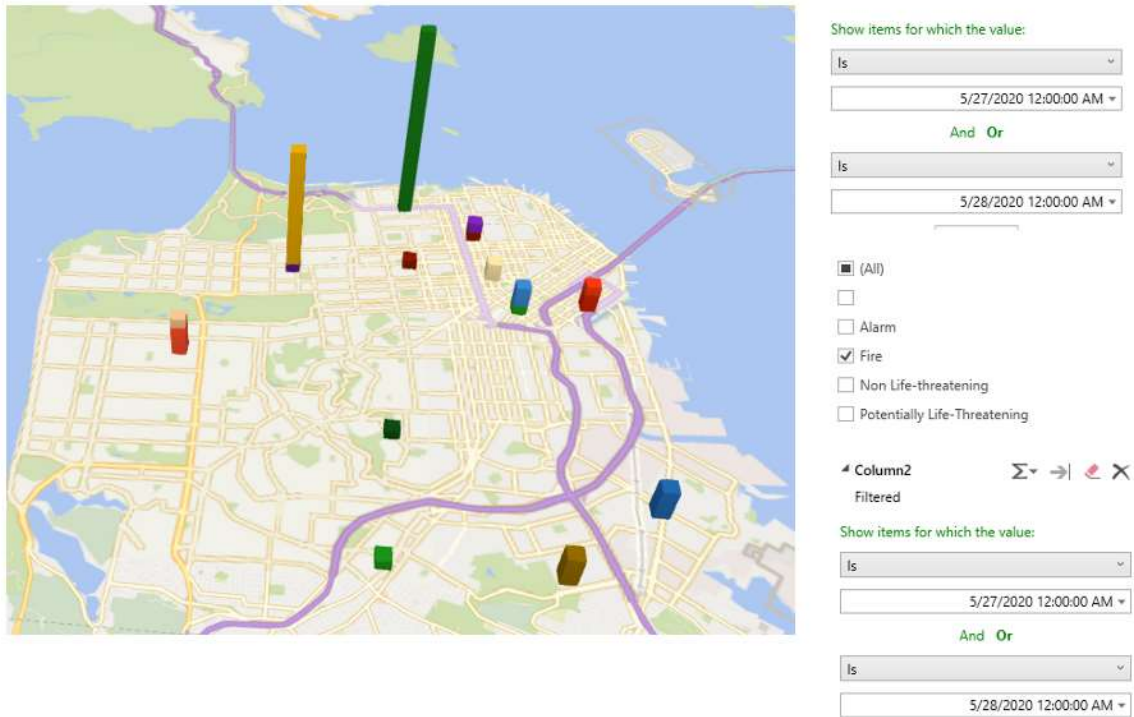 Show items for which the value:
Is
5/27/2020 12:00:00 AM
And Or
Is
5/28/2020 12:00:00 AM
(All)
Alarm
Fire
Non Life-threatening
Potentially Life-Threatening
Column2
Filtered
Show items for which the value:
Is
5/27/2020 12:00:00 AM
And Or
Is
5/28/2020 12:00:00 AM